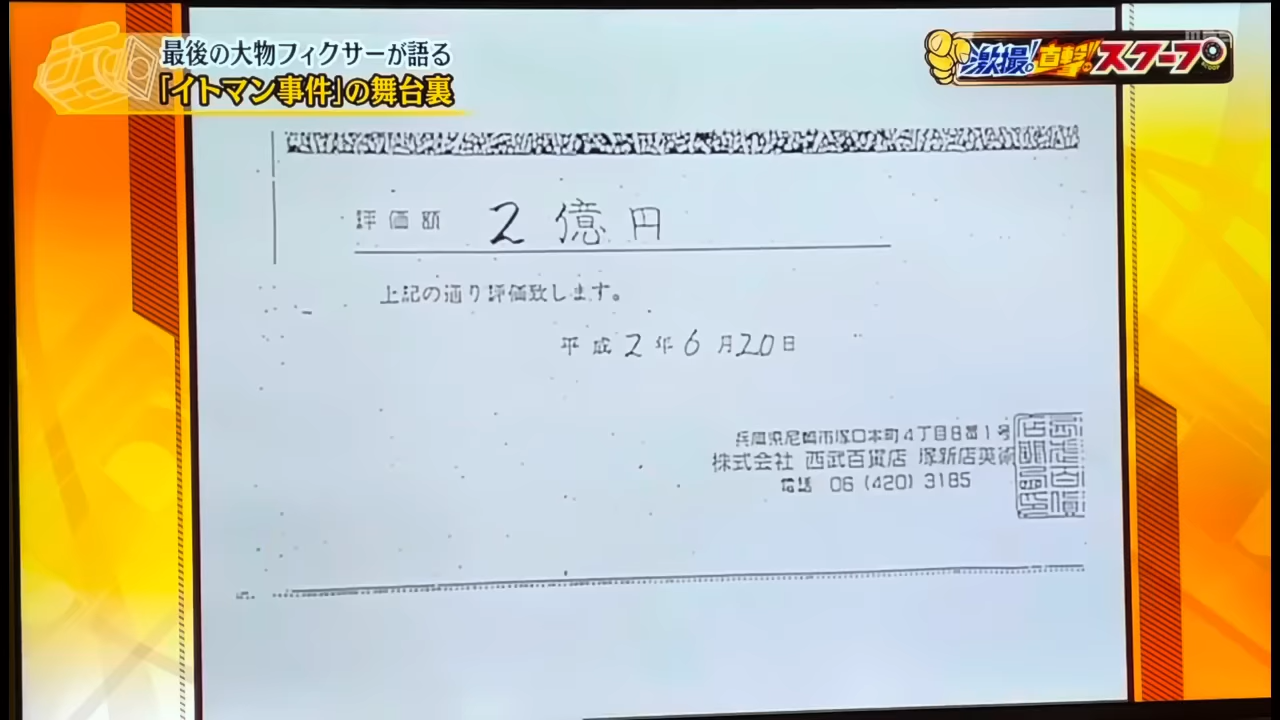 最後の大物フィクサーが語る
「イトマン事件」の舞台裏
激撮!直撃!!スクープ
評価額 2億円
上記の通り評価致します。
平成2年6月20日
兵庫県尼崎市塚口本町4丁目8番1号
株式会社 西武百貨店 塚新店美術
電話 06 (420) 3185